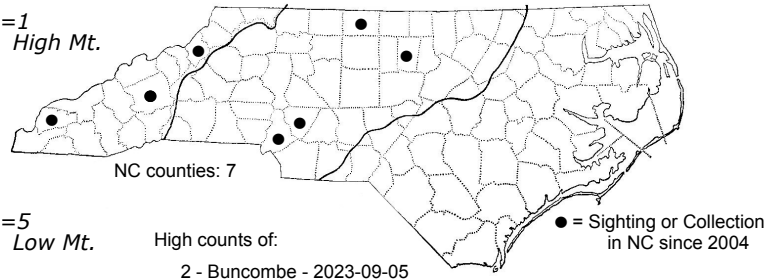 =1
High Mt.
NC counties: 7
=5
Low Mt.
High counts of:
2 - Buncombe - 2023-09-05
● = Sighting or Collection
in NC since 2004